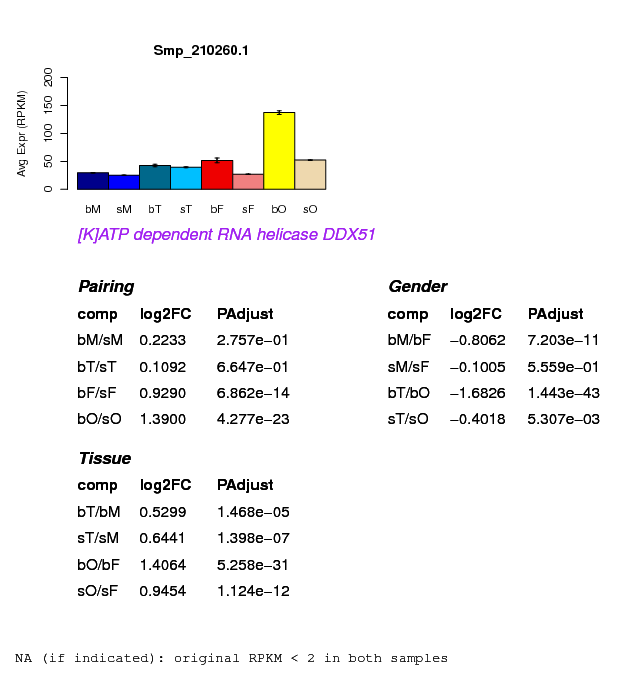 Smp_210260.1
Avg Expr (RPKM)
200
150
100
50
0
bM sM bT sT bF sF bO sO
[K]ATP dependent RNA helicase DDX51
Pairing
comp log2FC PAdjust
bM/sM 0.2233 2.757e−01
bT/sT 0.1092 6.647e−01
bF/sF 0.9290 6.862e−14
bO/sO 1.3900 4.277e−23
Gender
comp log2FC PAdjust
bM/bF −0.8062 7.203e−11
sM/sF −0.1005 5.559e−01
bT/bO −1.6826 1.443e−43
sT/sO −0.4018 5.307e−03
Tissue
comp log2FC PAdjust
bT/bM 0.5299 1.468e−05
sT/sM 0.6441 1.398e−07
bO/bF 1.4064 5.258e−31
sO/sF 0.9454 1.124e−12
NA (if indicated): original RPKM < 2 in both samples